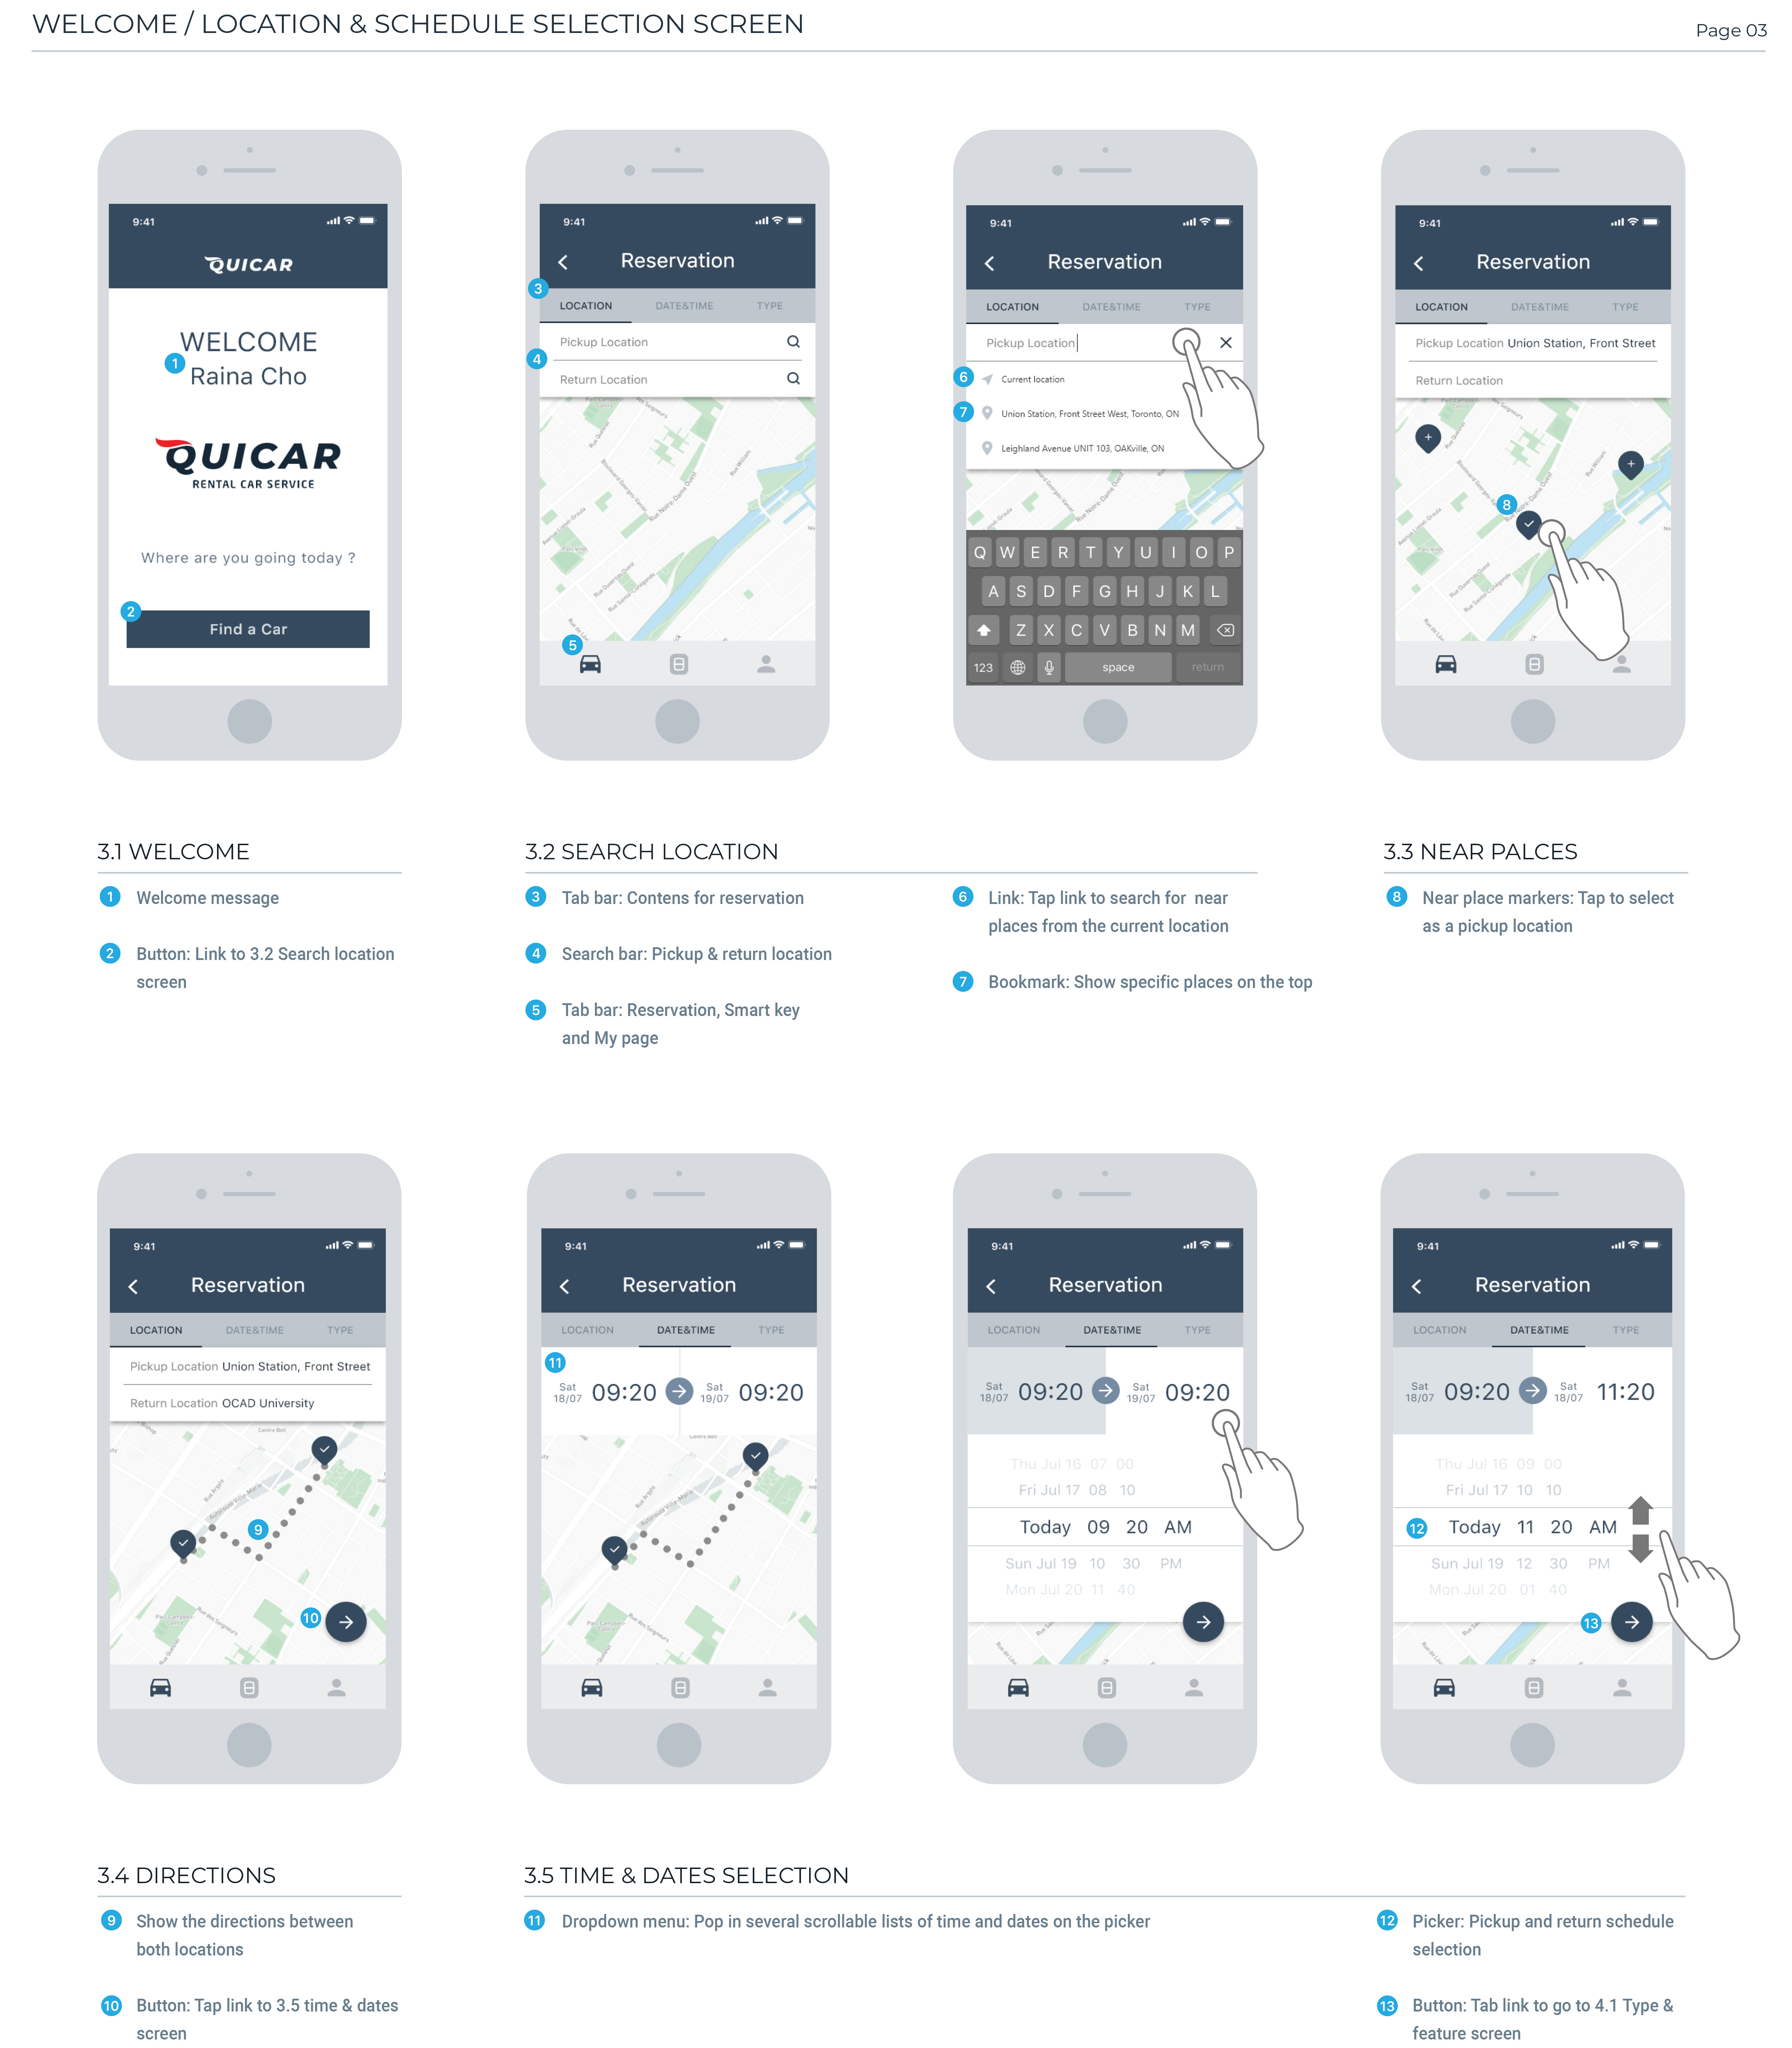 WELCOME / LOCATION & SCHEDULE SELECTION SCREEN
Page 03
9:41
QUICAR
WELCOME
1
Raina Cho
QUICAR
RENTAL CAR SERVICE
Where are you going today ?
2
Find a Car
9:41
Reservation
3
LOCATION DATE&TIME TYPE
Pickup Location
4
Return Location
Rue William
Rue Notre-Dame Ouest
5
9:41
Reservation
LOCATION DATE&TIME TYPE
Pickup Location
6 Current location
7 Union Station, Front Street West, Toronto, ON
Leighland Avenue UNIT 103, OAKville, ON
Q W E R T Y U I O P
A S D F G H J K L
Z X C V B N M
123 space return
9:41
Reservation
LOCATION DATE&TIME TYPE
Pickup Location Union Station, Front Street
Return Location
8
3.1 WELCOME
1 Welcome message
2 Button: Link to 3.2 Search location
screen
3.2 SEARCH LOCATION
3 Tab bar: Contens for reservation
4 Search bar: Pickup & return location
5 Tab bar: Reservation, Smart key
and My page
6 Link: Tap link to search for near
places from the current location
7 Bookmark: Show specific places on the top
3.3 NEAR PALCES
8 Near place markers: Tap to select
as a pickup location
9:41
Reservation
LOCATION DATE&TIME TYPE
Pickup Location Union Station, Front Street
Return Location OCAD University
9
10
9:41
Reservation
LOCATION DATE&TIME TYPE
11
Sat
18/07 09:20
Sat
19/07 09:20
9:41
Reservation
LOCATION DATE&TIME TYPE
Sat
18/07 09:20
Sat
19/07 09:20
Thu Jul 16 07 00
Fri Jul 17 08 10
Today 09 20 AM
Sun Jul 19 10 30 PM
Mon Jul 20 11 40
9:41
Reservation
LOCATION DATE&TIME TYPE
Sat
18/07 09:20
Sat
18/07 11:20
Thu Jul 16 09 00
Fri Jul 17 10 10
12 Today 11 20 AM
Sun Jul 19 12 30 PM
Mon Jul 20 01 40
13
3.4 DIRECTIONS
9 Show the directions between
both locations
10 Button: Tap link to 3.5 time & dates
screen
3.5 TIME & DATES SELECTION
11 Dropdown menu: Pop in several scrollable lists of time and dates on the picker
12 Picker: Pickup and return schedule
selection
13 Button: Tab link to go to 4.1 Type &
feature screen